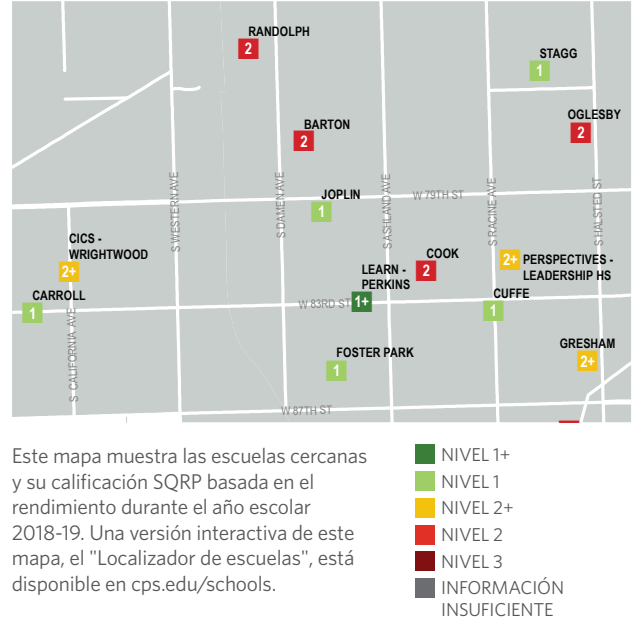 RANDOLPH
2
STAGG
1
OGLESBY
2
BARTON
2
S WESTERN AVE
S DAMEN AVE
S ASHLAND AVE
S RACINE AVE
S HALSTED ST
W 79TH ST
JOPLIN
1
CICS -
WRIGHTWOOD
2+
COOK
2
2+
PERSPECTIVES -
LEADERSHIP HS
LEARN -
PERKINS
1+
CARROLL
1
W 83RD ST
CUFFE
1
S CALIFORNIA AVE
GRESHAM
2+
FOSTER PARK
1
W 87TH ST
Este mapa muestra las escuelas cercanas
y su calificación SQRP basada en el
rendimiento durante el año escolar
2018-19. Una versión interactiva de este
mapa, el "Localizador de escuelas", está
disponible en cps.edu/schools.
NIVEL 1+
NIVEL 1
NIVEL 2+
NIVEL 2
NIVEL 3
INFORMACIÓN
INSUFICIENTE